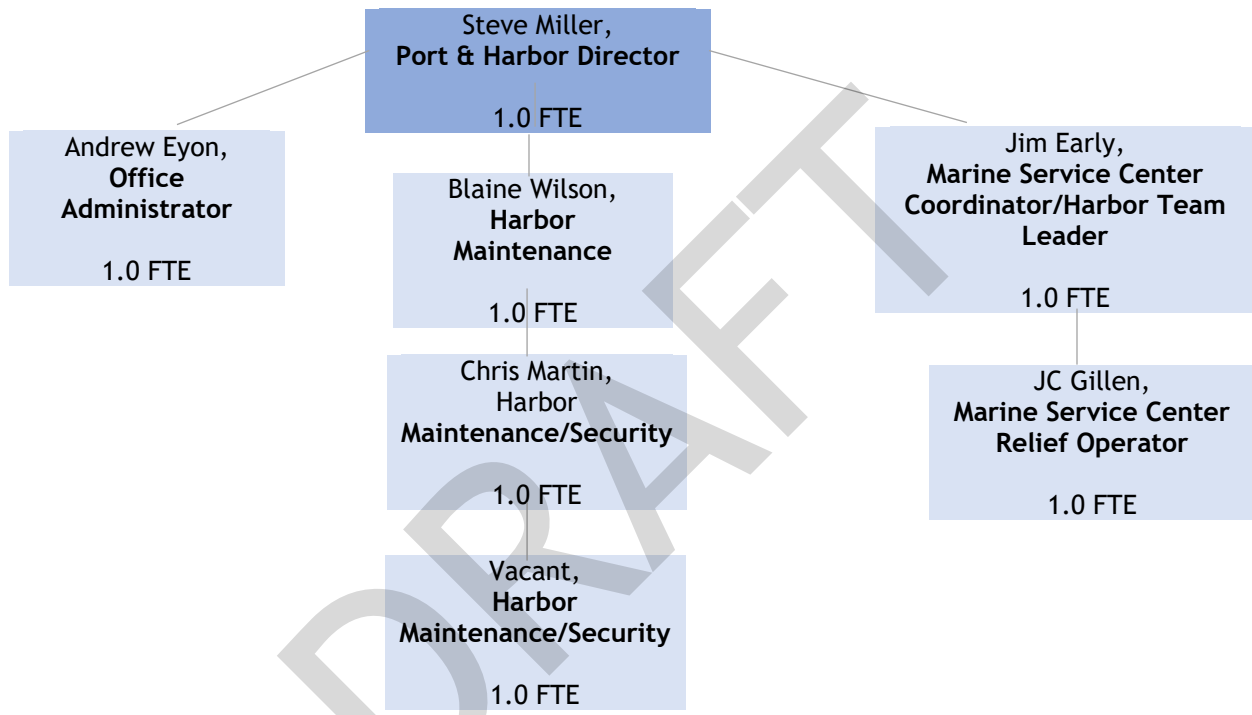 Steve Miller,
Port & Harbor Director
1.0 FTE
Andrew Eyon,
Office
Administrator
1.0 FTE
Blaine Wilson,
Harbor
Maintenance
1.0 FTE
Chris Martin,
Harbor
Maintenance/Security
1.0 FTE
Vacant,
Harbor
Maintenance/Security
1.0 FTE
Jim Early,
Marine Service Center
Coordinator/Harbor Team
Leader
1.0 FTE
JC Gillen,
Marine Service Center
Relief Operator
1.0 FTE
DRAFT